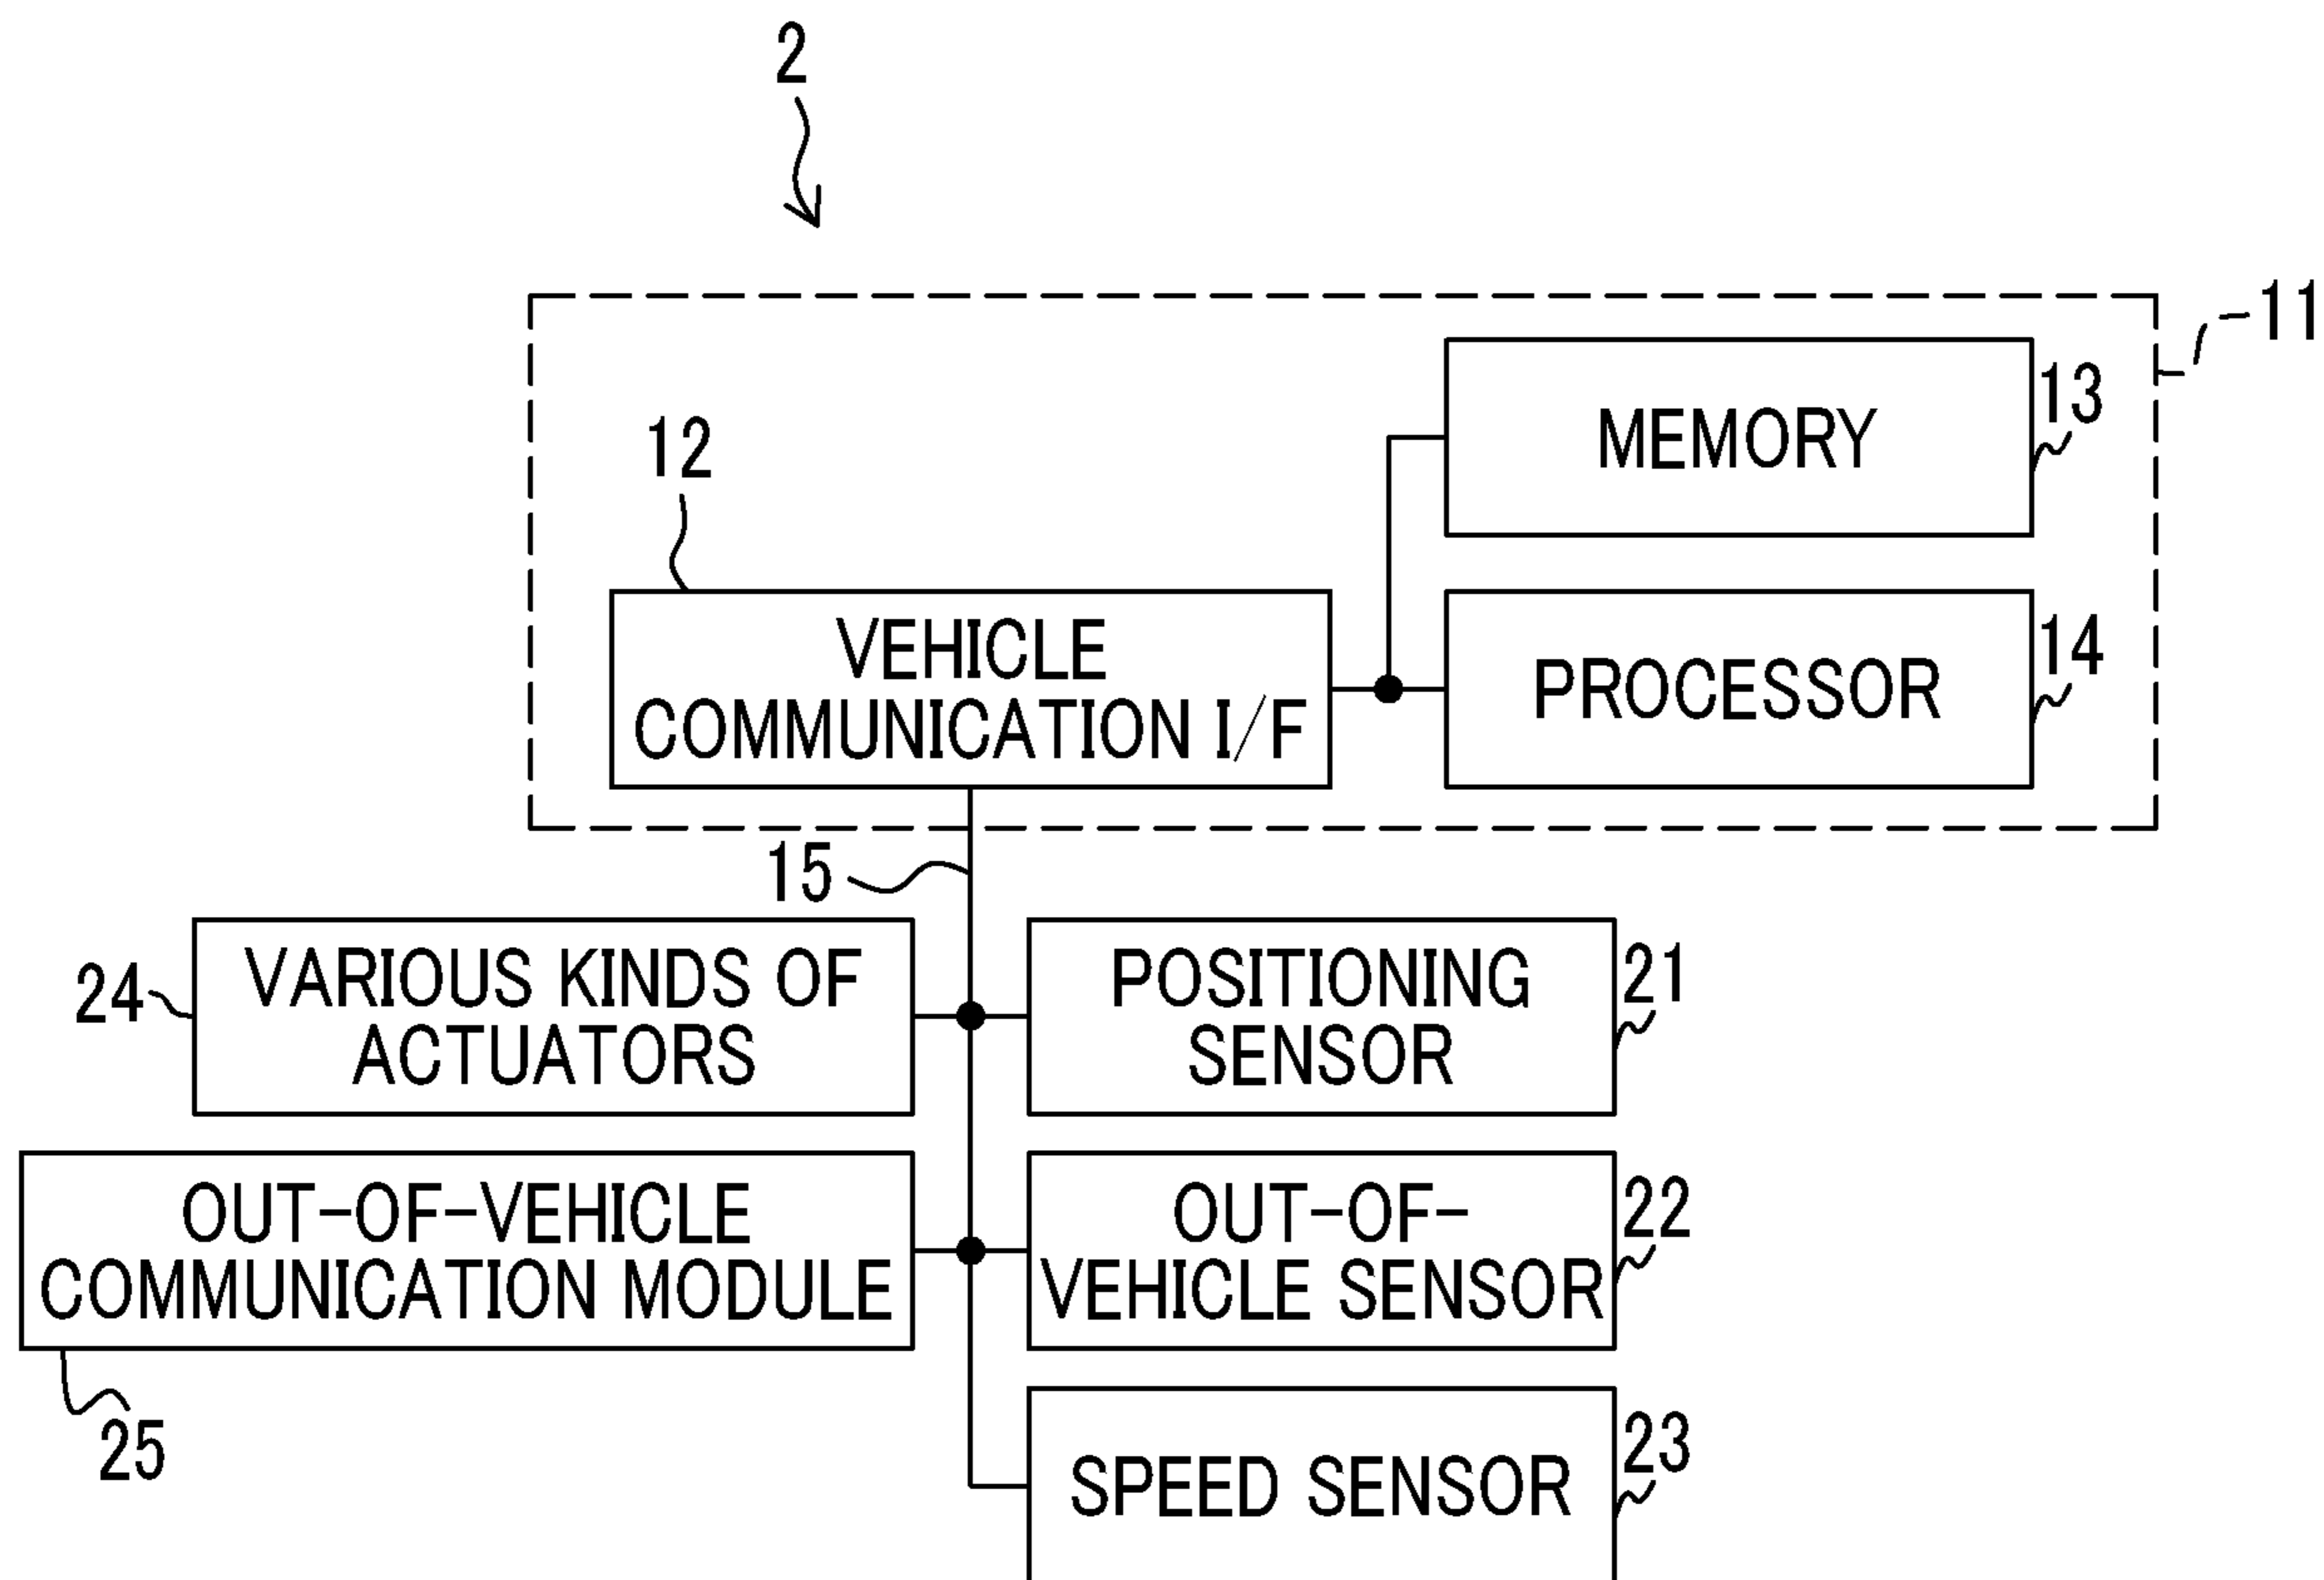 2
11
MEMORY
13
12
VEHICLE
COMMUNICATION I/F
PROCESSOR
14
15
24
VARIOUS KINDS OF
ACTUATORS
POSITIONING
SENSOR
21
OUT-OF-VEHICLE
COMMUNICATION MODULE
25
OUT-OF-
VEHICLE SENSOR
22
SPEED SENSOR
23